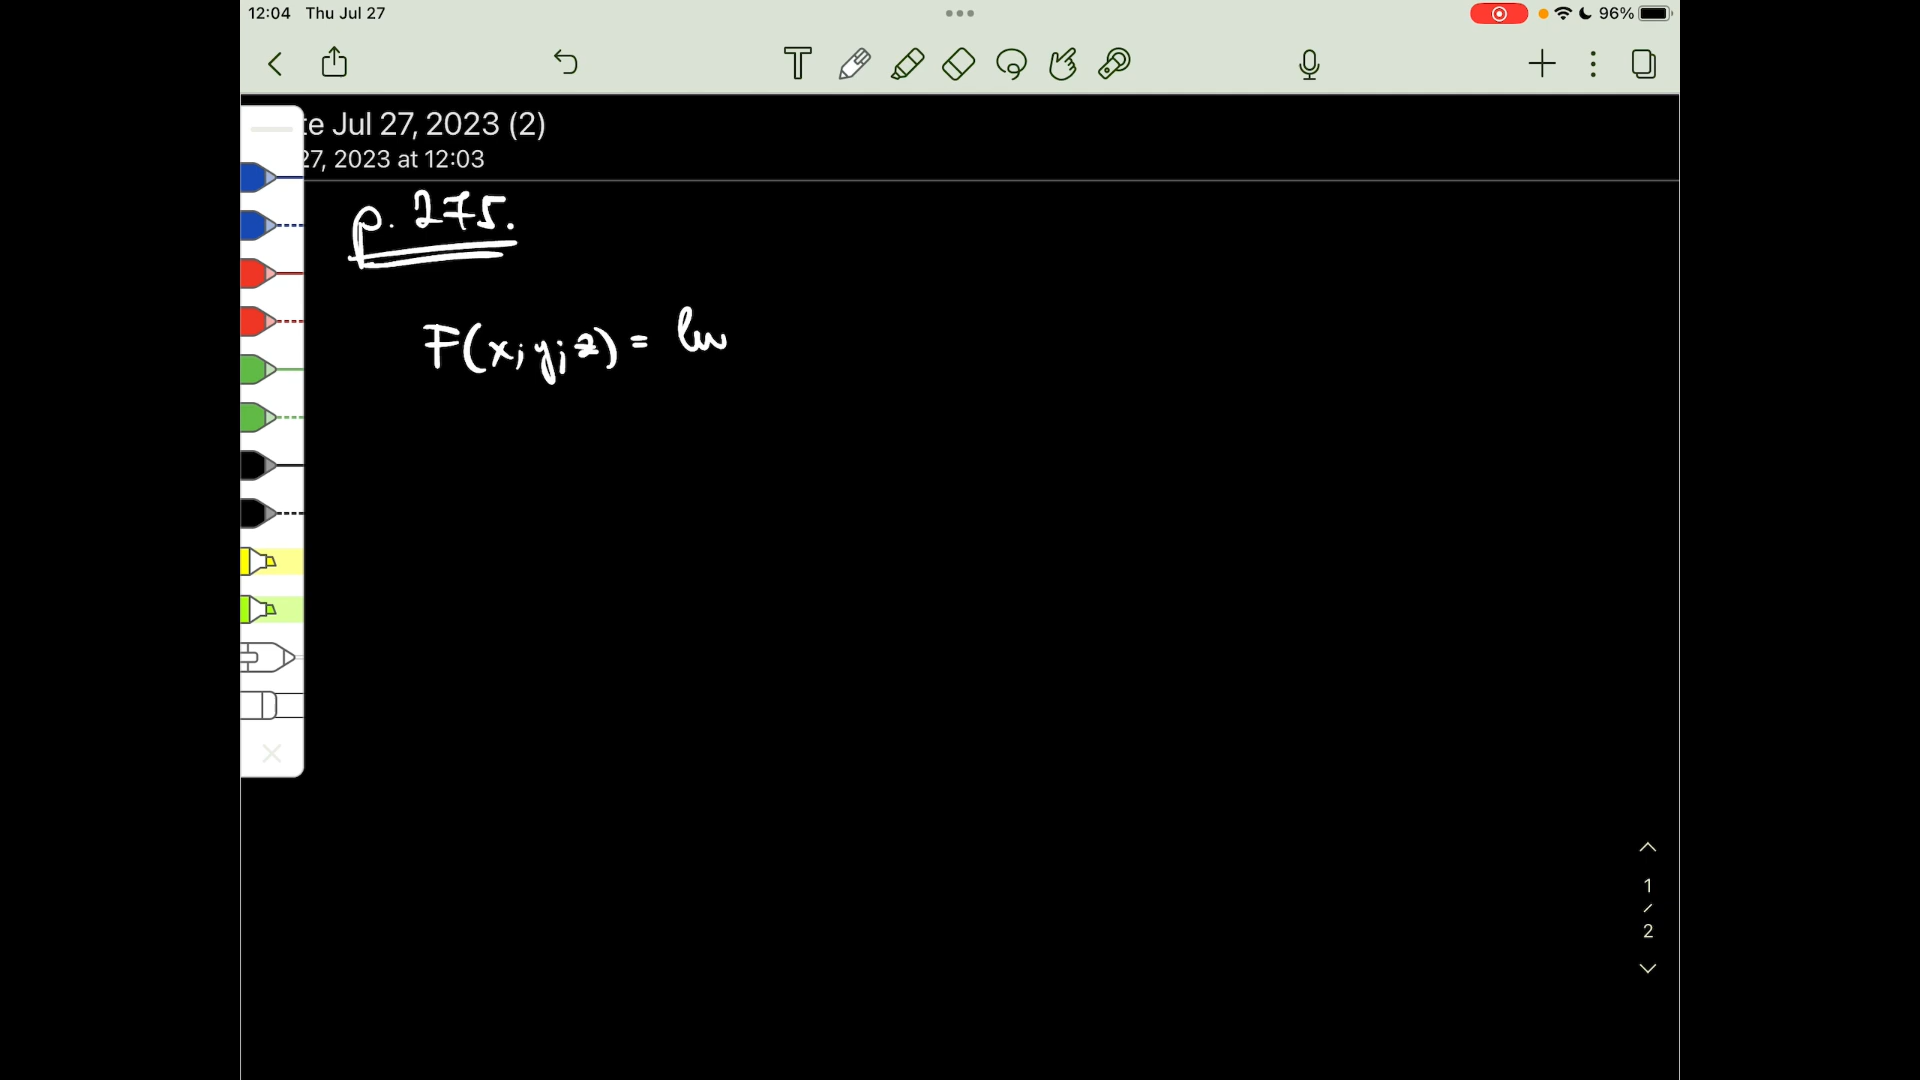 12:04 Thu Jul 27
96%
te Jul 27, 2023 (2)
27, 2023 at 12:03
p. 275.
F(x; y; z) = ln
1
/
2